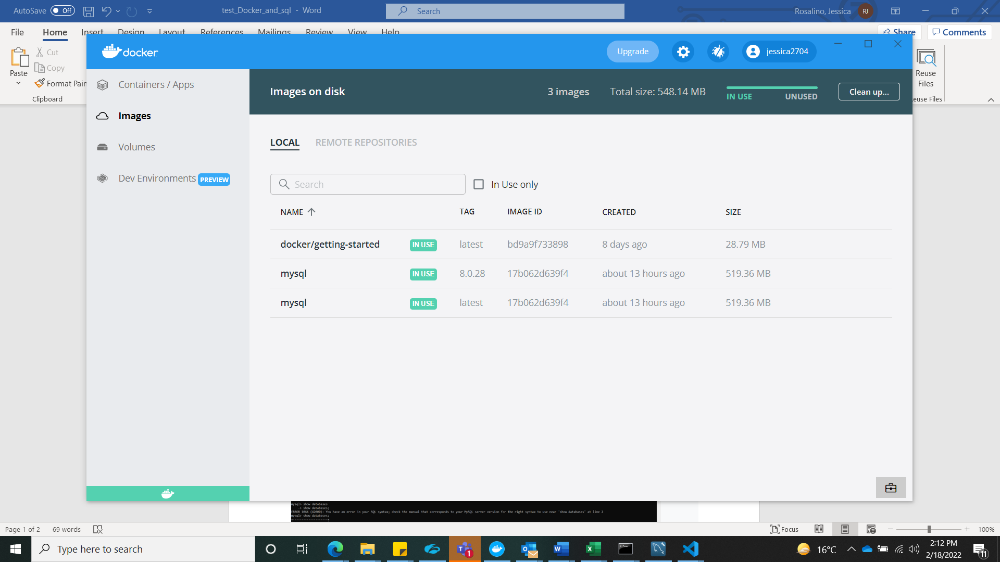 AutoSave Off test_Docker_and_sql - Word Search Rosalino, Jessica RJ
File Home Insert Design Layout References Mailings Review View Help Share Comments
docker Upgrade jessica2704
Paste Cut
Copy
Format Pain
Clipboard
Reuse
Files
euse Files
Containers / Apps
Images
Volumes
Dev Environments PREVIEW
Images on disk 3 images Total size: 548.14 MB IN USE UNUSED Clean up...
LOCAL REMOTE REPOSITORIES
Search In Use only
NAME TAG IMAGE ID CREATED SIZE
docker/getting-started IN USE latest bd9a9f733898 8 days ago 28.79 MB
mysql IN USE 8.0.28 17b062d639f4 about 13 hours ago 519.36 MB
mysql IN USE latest 17b062d639f4 about 13 hours ago 519.36 MB
mysql> show databases
-> show databases;
ERROR 1064 (42000): You have an error in your SQL syntax; check the manual that corresponds to your MySQL server version for the right syntax to use near 'show databases' at line 2
mysql> show databases;
+--------------------+
Page 1 of 2 69 words Focus 100%
Type here to search 1 16°C 2:12 PM
2/18/2022 11